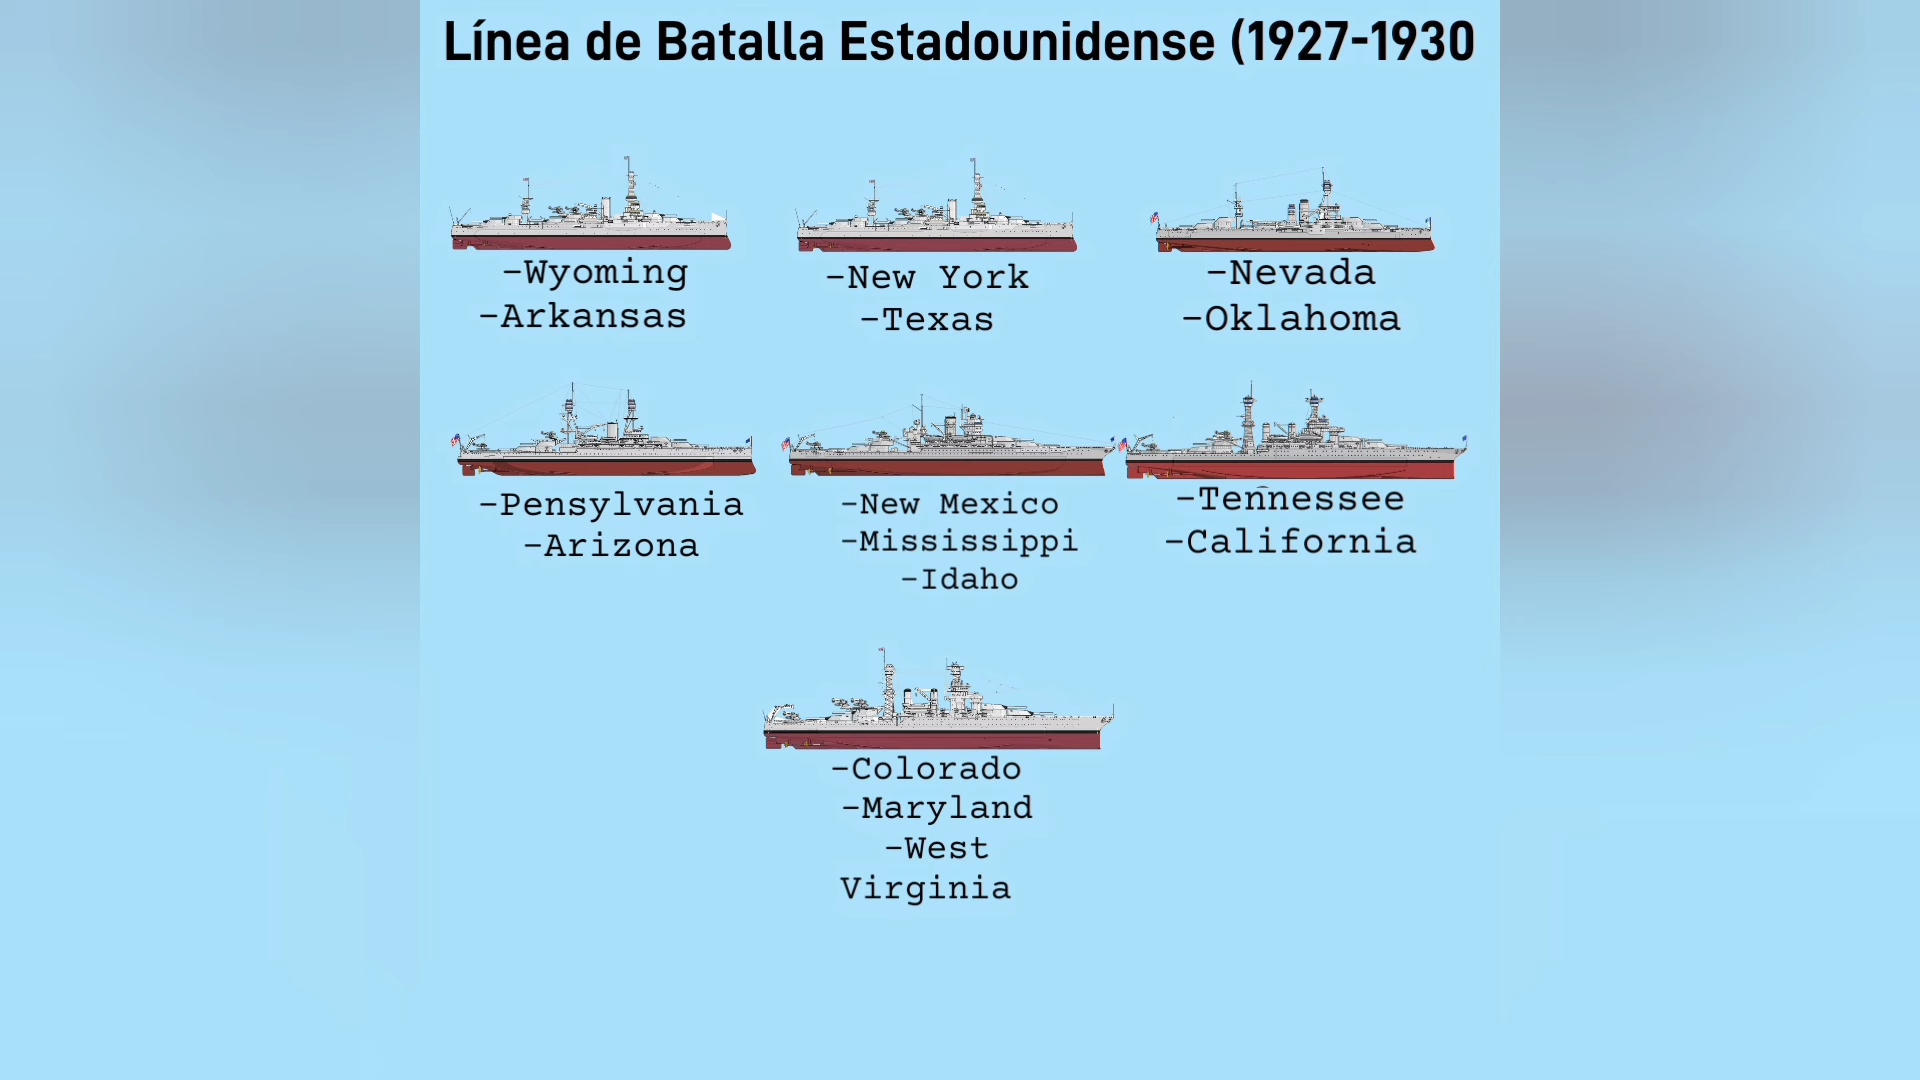 Línea de Batalla Estadounidense (1927-1930
-Wyoming
-Arkansas
-New York
-Texas
-Nevada
-Oklahoma
-Pensylvania
-Arizona
-New Mexico
-Mississippi
-Idaho
-Tennessee
-California
-Colorado
-Maryland
-West
Virginia